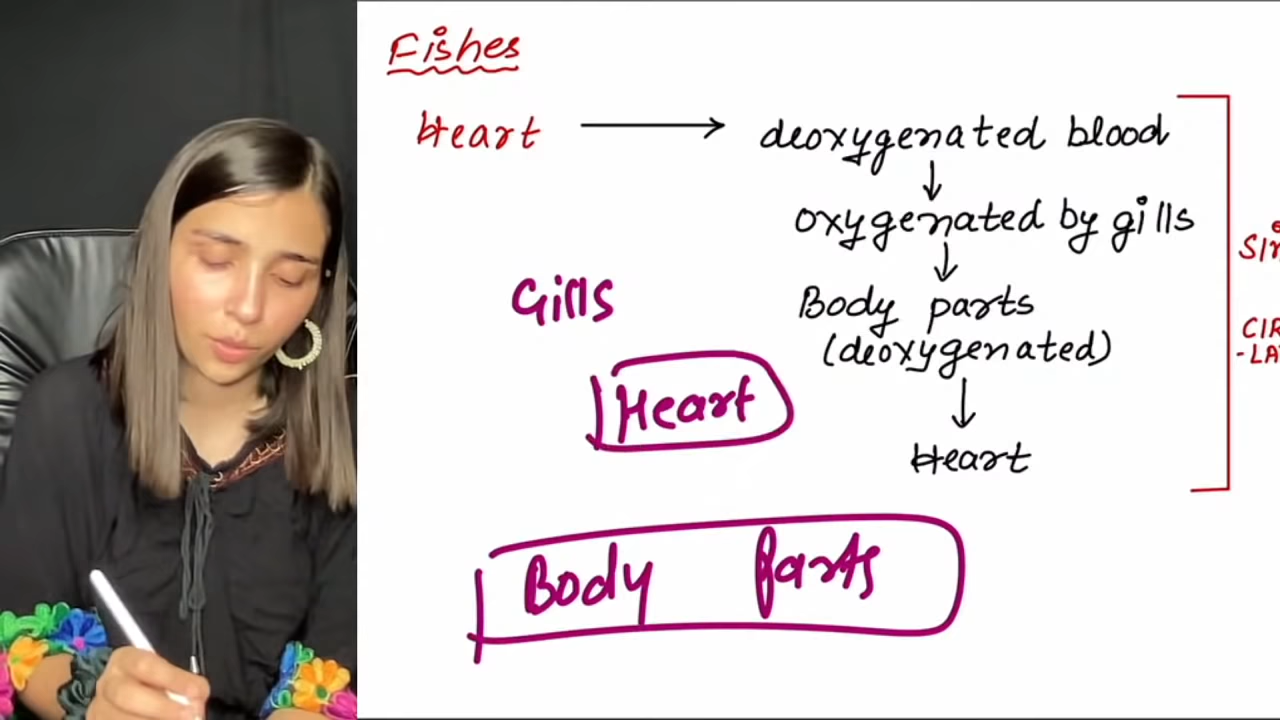 Fishes
Heart → deoxygenated blood
↓
oxygenated by gills
↓
Gills
Body parts
(deoxygenated)
↓
Heart
Heart
Body Parts